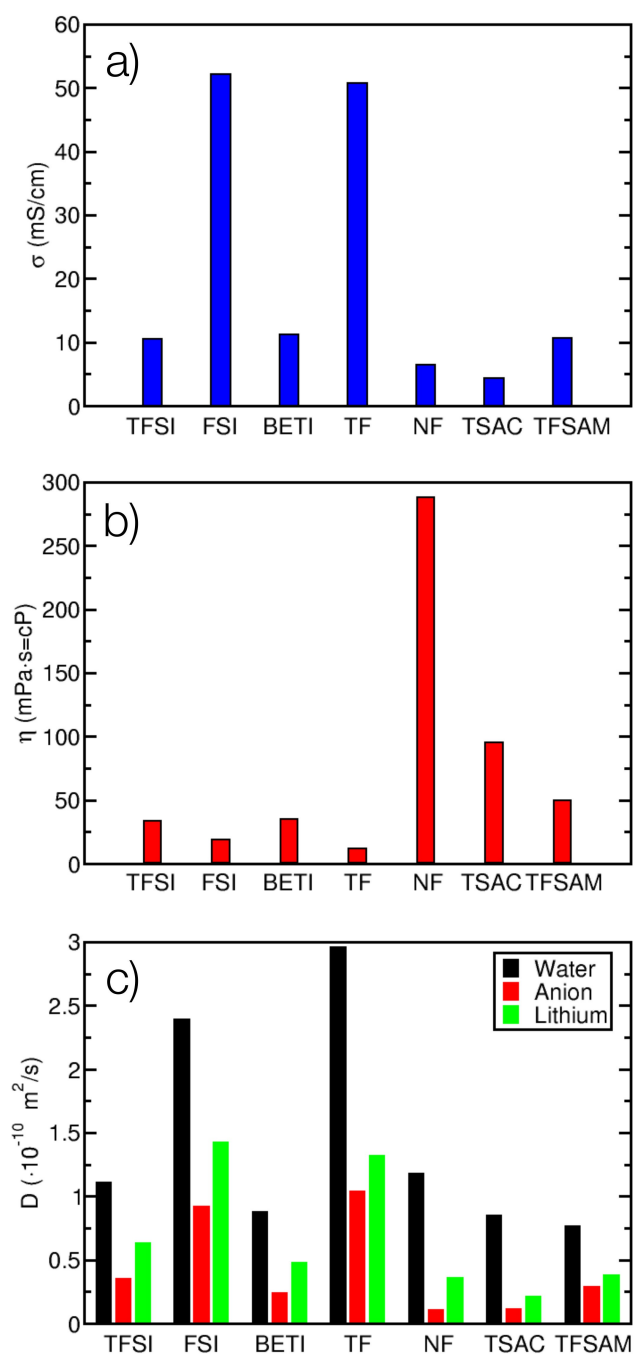 a)
60
50
40
30
20
10
0
σ (mS/cm)
TFSI FSI BETI TF NF TSAC TFSAM
b)
300
250
200
150
100
50
0
η (mPa·s=cP)
TFSI FSI BETI TF NF TSAC TFSAM
c)
3
2.5
2
1.5
1
0.5
0
D (·10⁻¹⁰ m²/s)
Water
Anion
Lithium
TFSI FSI BETI TF NF TSAC TFSAM